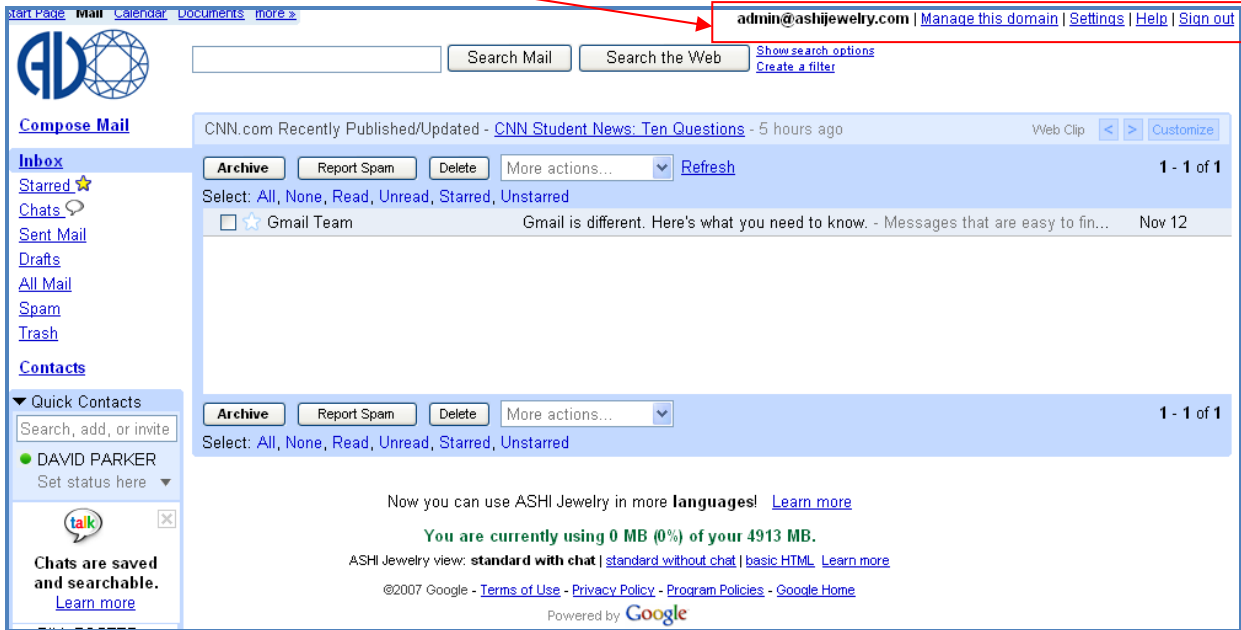 Start Page Mail Calendar Documents more »
admin@ashijewelry.com | Manage this domain | Settings | Help | Sign out
Search Mail Search the Web Show search options
Create a filter
Compose Mail
CNN.com Recently Published/Updated - CNN Student News: Ten Questions - 5 hours ago Web Clip < > Customize
Inbox
Archive Report Spam Delete More actions... Refresh 1 - 1 of 1
Starred
Select: All, None, Read, Unread, Starred, Unstarred
Chats
Gmail Team Gmail is different. Here's what you need to know. - Messages that are easy to fin... Nov 12
Sent Mail
Drafts
All Mail
Spam
Trash
Contacts
Quick Contacts
Archive Report Spam Delete More actions... 1 - 1 of 1
Search, add, or invite
Select: All, None, Read, Unread, Starred, Unstarred
DAVID PARKER
Set status here
talk
Chats are saved
and searchable.
Learn more
Now you can use ASHI Jewelry in more languages! Learn more
You are currently using 0 MB (0%) of your 4913 MB.
ASHI Jewelry view: standard with chat | standard without chat | basic HTML Learn more
©2007 Google - Terms of Use - Privacy Policy - Program Policies - Google Home
Powered by Google